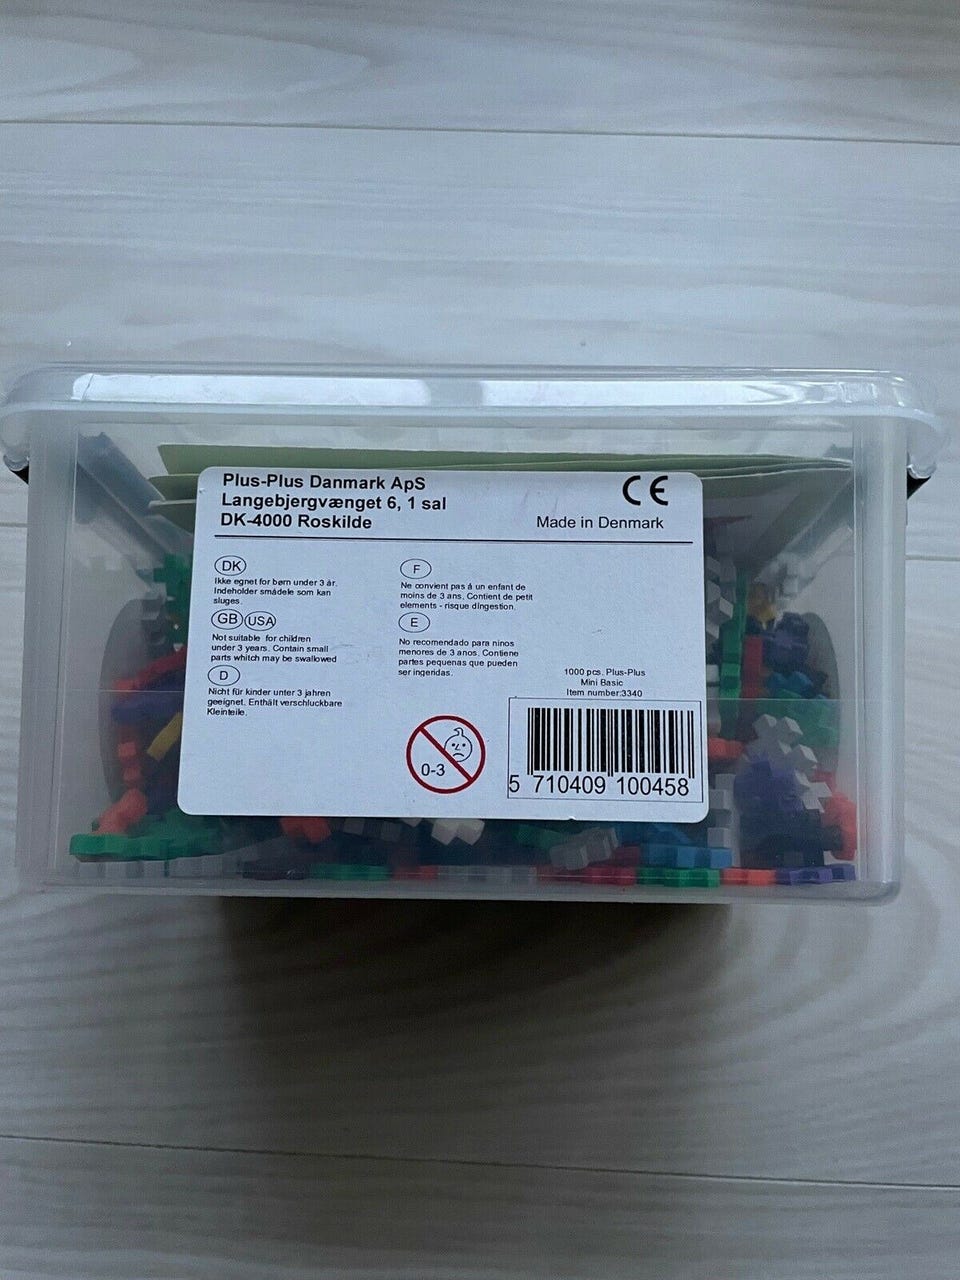 Plus-Plus Danmark ApS
Langebjergvænget 6, 1 sal
DK-4000 Roskilde
CE
Made in Denmark
DK
Ikke egnet for børn under 3 år.
Indeholder smådele som kan
sluges.
GB USA
Not suitable for children
under 3 years. Contain small
parts whitch may be swallowed
D
Nicht für kinder unter 3 jahren
geeignet. Enthält verschluckbare
Kleinteile.
F
Ne convient pas á un enfant de
moins de 3 ans. Contient de petit
elements - risque dingestion.
E
No recomendado para ninos
menores de 3 anos. Contiene
partes pequenas que pueden
ser ingeridas.
0-3
1000 pcs. Plus-Plus
Mini Basic
Item number:3340
5 710409 100458